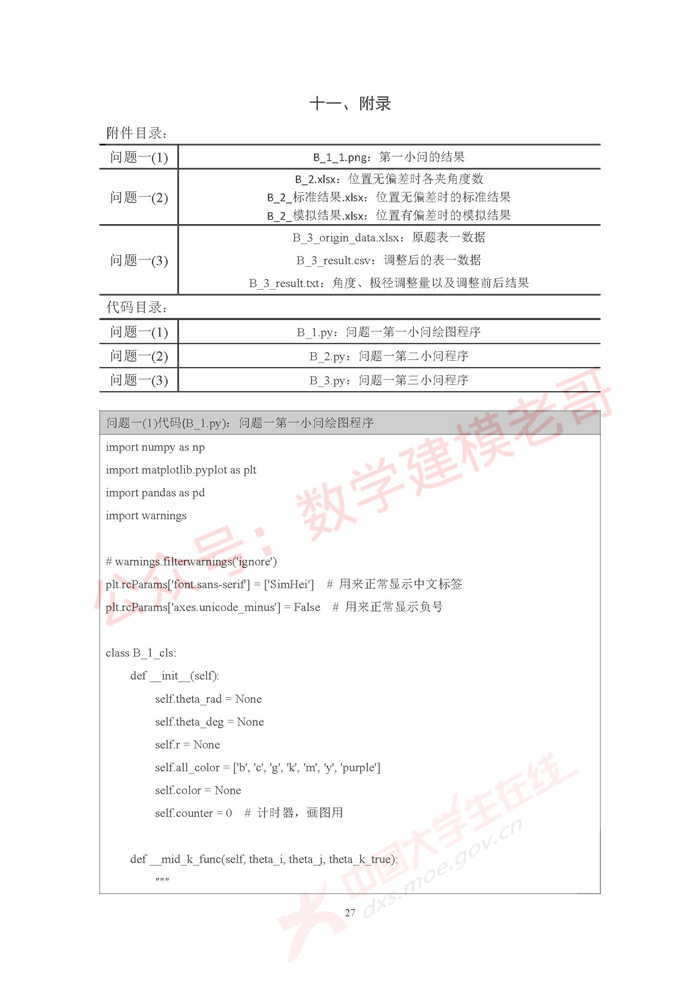 十一、附录
附件目录：
问题一(1) B_1_1.png：第一小问的结果
问题一(2) B_2.xlsx：位置无偏差时各夹角度数
B_2_标准结果.xlsx：位置无偏差时的标准结果
B_2_模拟结果.xlsx：位置有偏差时的模拟结果
问题一(3) B_3_origin_data.xlsx：原题表一数据
B_3_result.csv：调整后的表一数据
B_3_result.txt：角度、极径调整量以及调整前后结果
代码目录：
问题一(1) B_1.py：问题一第一小问绘图程序
问题一(2) B_2.py：问题一第二小问程序
问题一(3) B_3.py：问题一第三小问程序
问题一(1)代码(B_1.py)：问题一第一小问绘图程序
import numpy as np
import matplotlib.pyplot as plt
import pandas as pd
import warnings
# warnings.filterwarnings('ignore')
plt.rcParams['font.sans-serif'] = ['SimHei'] # 用来正常显示中文标签
plt.rcParams['axes.unicode_minus'] = False # 用来正常显示负号
class B_1_cls:
def __init__(self):
self.theta_rad = None
self.theta_deg = None
self.r = None
self.all_color = ['b', 'c', 'g', 'k', 'm', 'y', 'purple']
self.color = None
self.counter = 0 # 计时器，画图用
def __mid_k_func(self, theta_i, theta_j, theta_k_true):
"""
27
公众号：数学建模老哥
中国大学生在线
dxs.moe.gov.cn